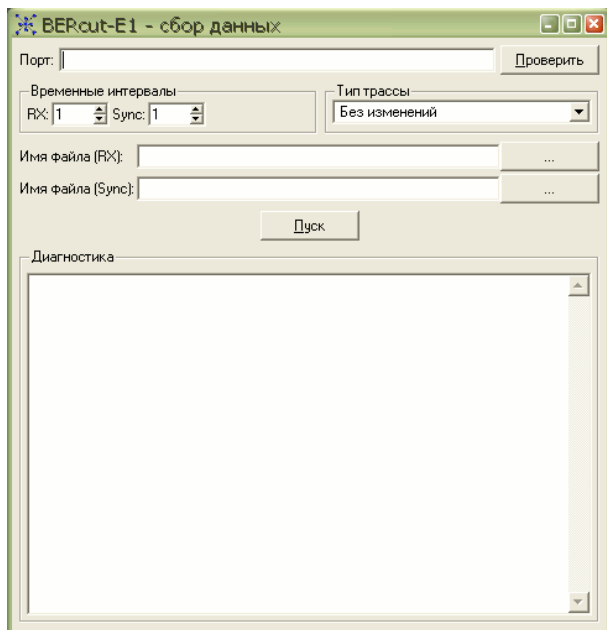 BERcut-E1 - сбор данных
Порт: Проверить
Временные интервалы Тип трассы
RX: 1 Sync: 1 Без изменений
Имя файла (RX): ...
Имя файла (Sync): ...
Пуск
Диагностика